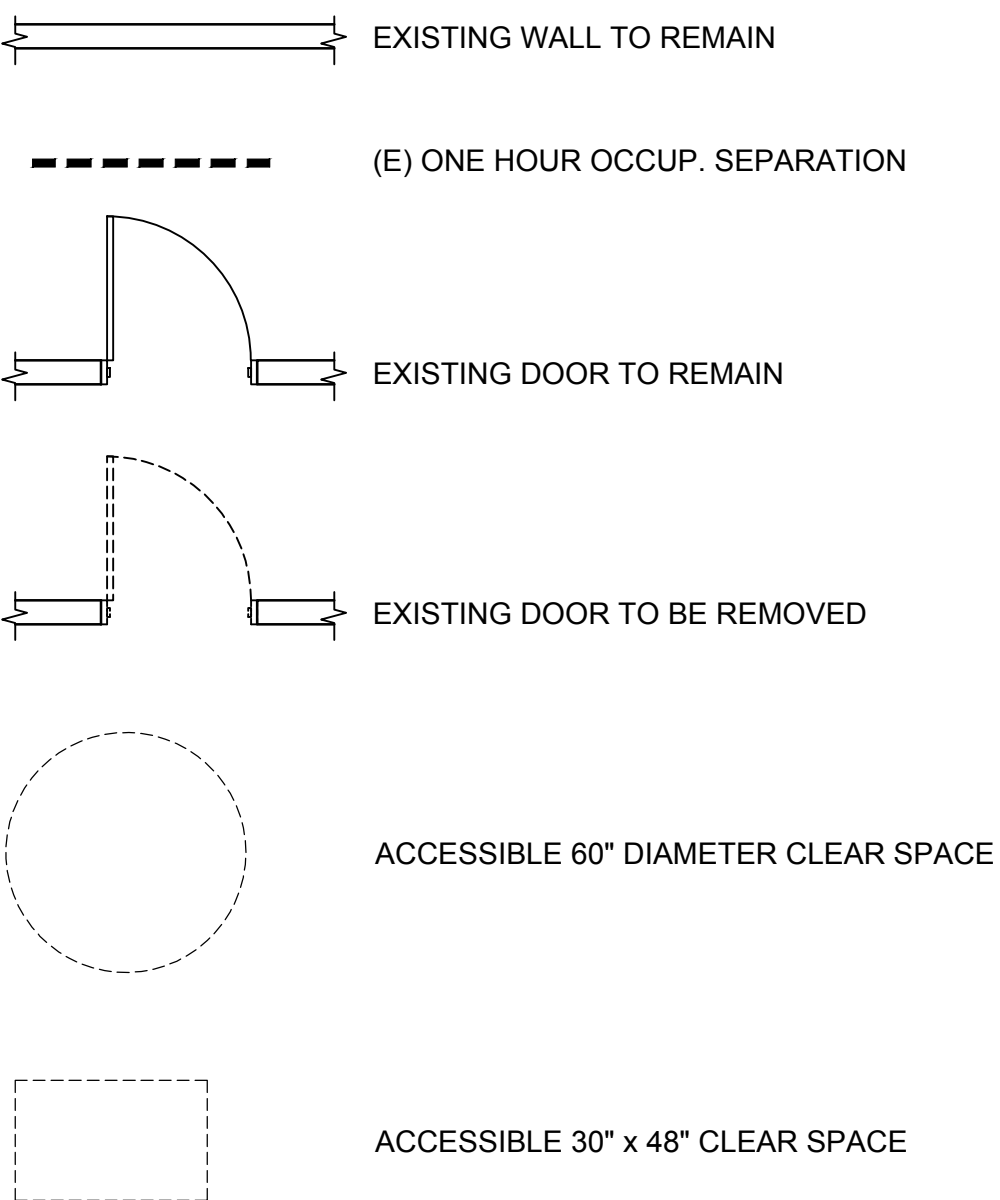 EXISTING WALL TO REMAIN
(E) ONE HOUR OCCUP. SEPARATION
EXISTING DOOR TO REMAIN
EXISTING DOOR TO BE REMOVED
ACCESSIBLE 60" DIAMETER CLEAR SPACE
ACCESSIBLE 30" x 48" CLEAR SPACE